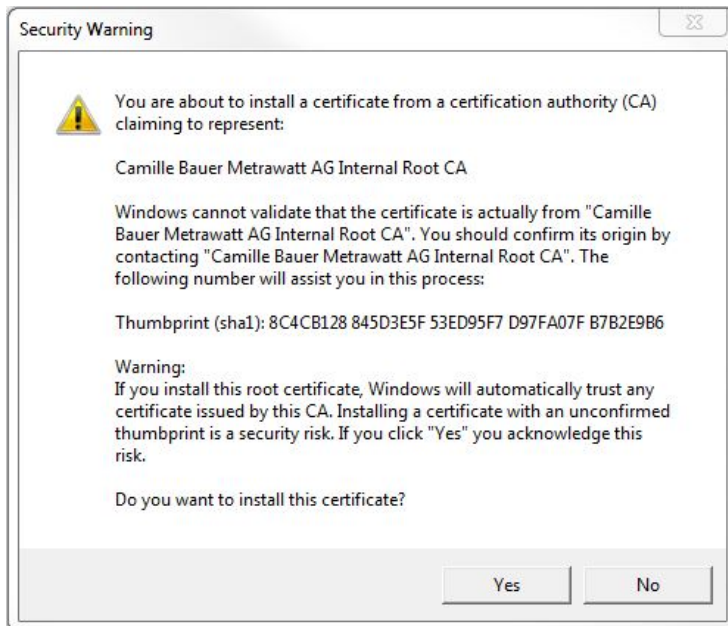 Security Warning
You are about to install a certificate from a certification authority (CA)
claiming to represent:
Camille Bauer Metrawatt AG Internal Root CA
Windows cannot validate that the certificate is actually from "Camille
Bauer Metrawatt AG Internal Root CA". You should confirm its origin by
contacting "Camille Bauer Metrawatt AG Internal Root CA". The
following number will assist you in this process:
Thumbprint (sha1): 8C4CB128 845D3E5F 53ED95F7 D97FA07F B7B2E9B6
Warning:
If you install this root certificate, Windows will automatically trust any
certificate issued by this CA. Installing a certificate with an unconfirmed
thumbprint is a security risk. If you click "Yes" you acknowledge this
risk.
Do you want to install this certificate?
Yes
No